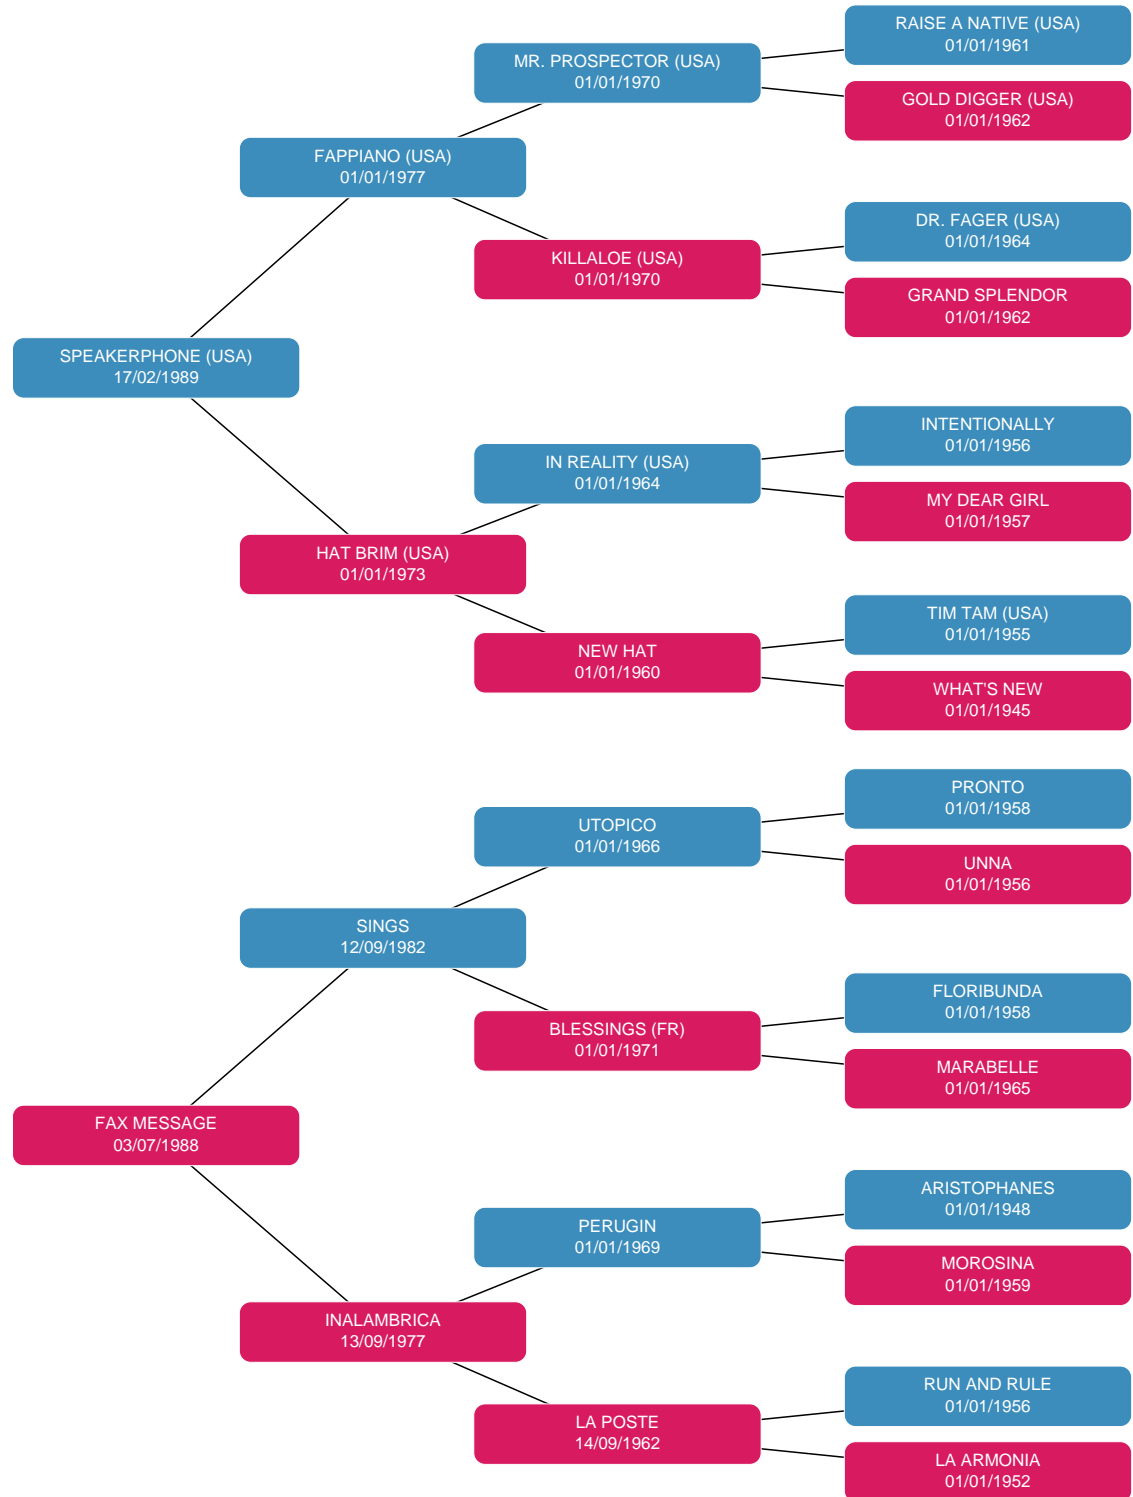 RAISE A NATIVE (USA)
01/01/1961
MR. PROSPECTOR (USA)
01/01/1970
GOLD DIGGER (USA)
01/01/1962
FAPPIANO (USA)
01/01/1977
DR. FAGER (USA)
01/01/1964
KILLALOE (USA)
01/01/1970
GRAND SPLENDOR
01/01/1962
SPEAKERPHONE (USA)
17/02/1989
INTENTIONALLY
01/01/1956
IN REALITY (USA)
01/01/1964
MY DEAR GIRL
01/01/1957
HAT BRIM (USA)
01/01/1973
TIM TAM (USA)
01/01/1955
NEW HAT
01/01/1960
WHAT'S NEW
01/01/1945
PRONTO
01/01/1958
UTOPICO
01/01/1966
UNNA
01/01/1956
SINGS
12/09/1982
FLORIBUNDA
01/01/1958
BLESSINGS (FR)
01/01/1971
MARABELLE
01/01/1965
FAX MESSAGE
03/07/1988
ARISTOPHANES
01/01/1948
PERUGIN
01/01/1969
MOROSINA
01/01/1959
INALAMBRICA
13/09/1977
RUN AND RULE
01/01/1956
LA POSTE
14/09/1962
LA ARMONIA
01/01/1952